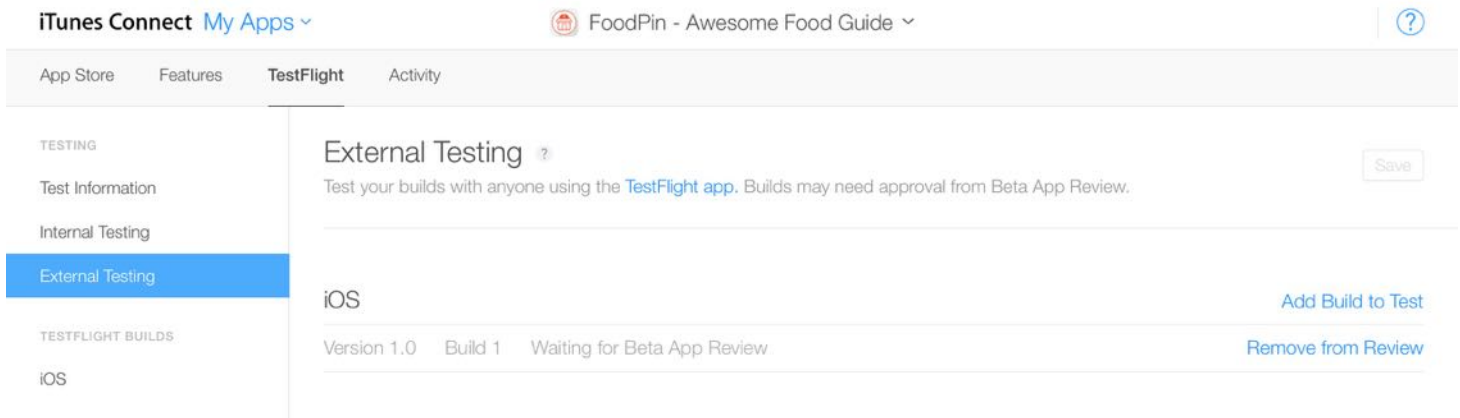 iTunes Connect My Apps FoodPin - Awesome Food Guide ?
App Store Features TestFlight Activity
TESTING
Test Information
Internal Testing
External Testing
TESTFLIGHT BUILDS
iOS
External Testing ?
Save
Test your builds with anyone using the TestFlight app. Builds may need approval from Beta App Review.
iOS Add Build to Test
Version 1.0 Build 1 Waiting for Beta App Review Remove from Review